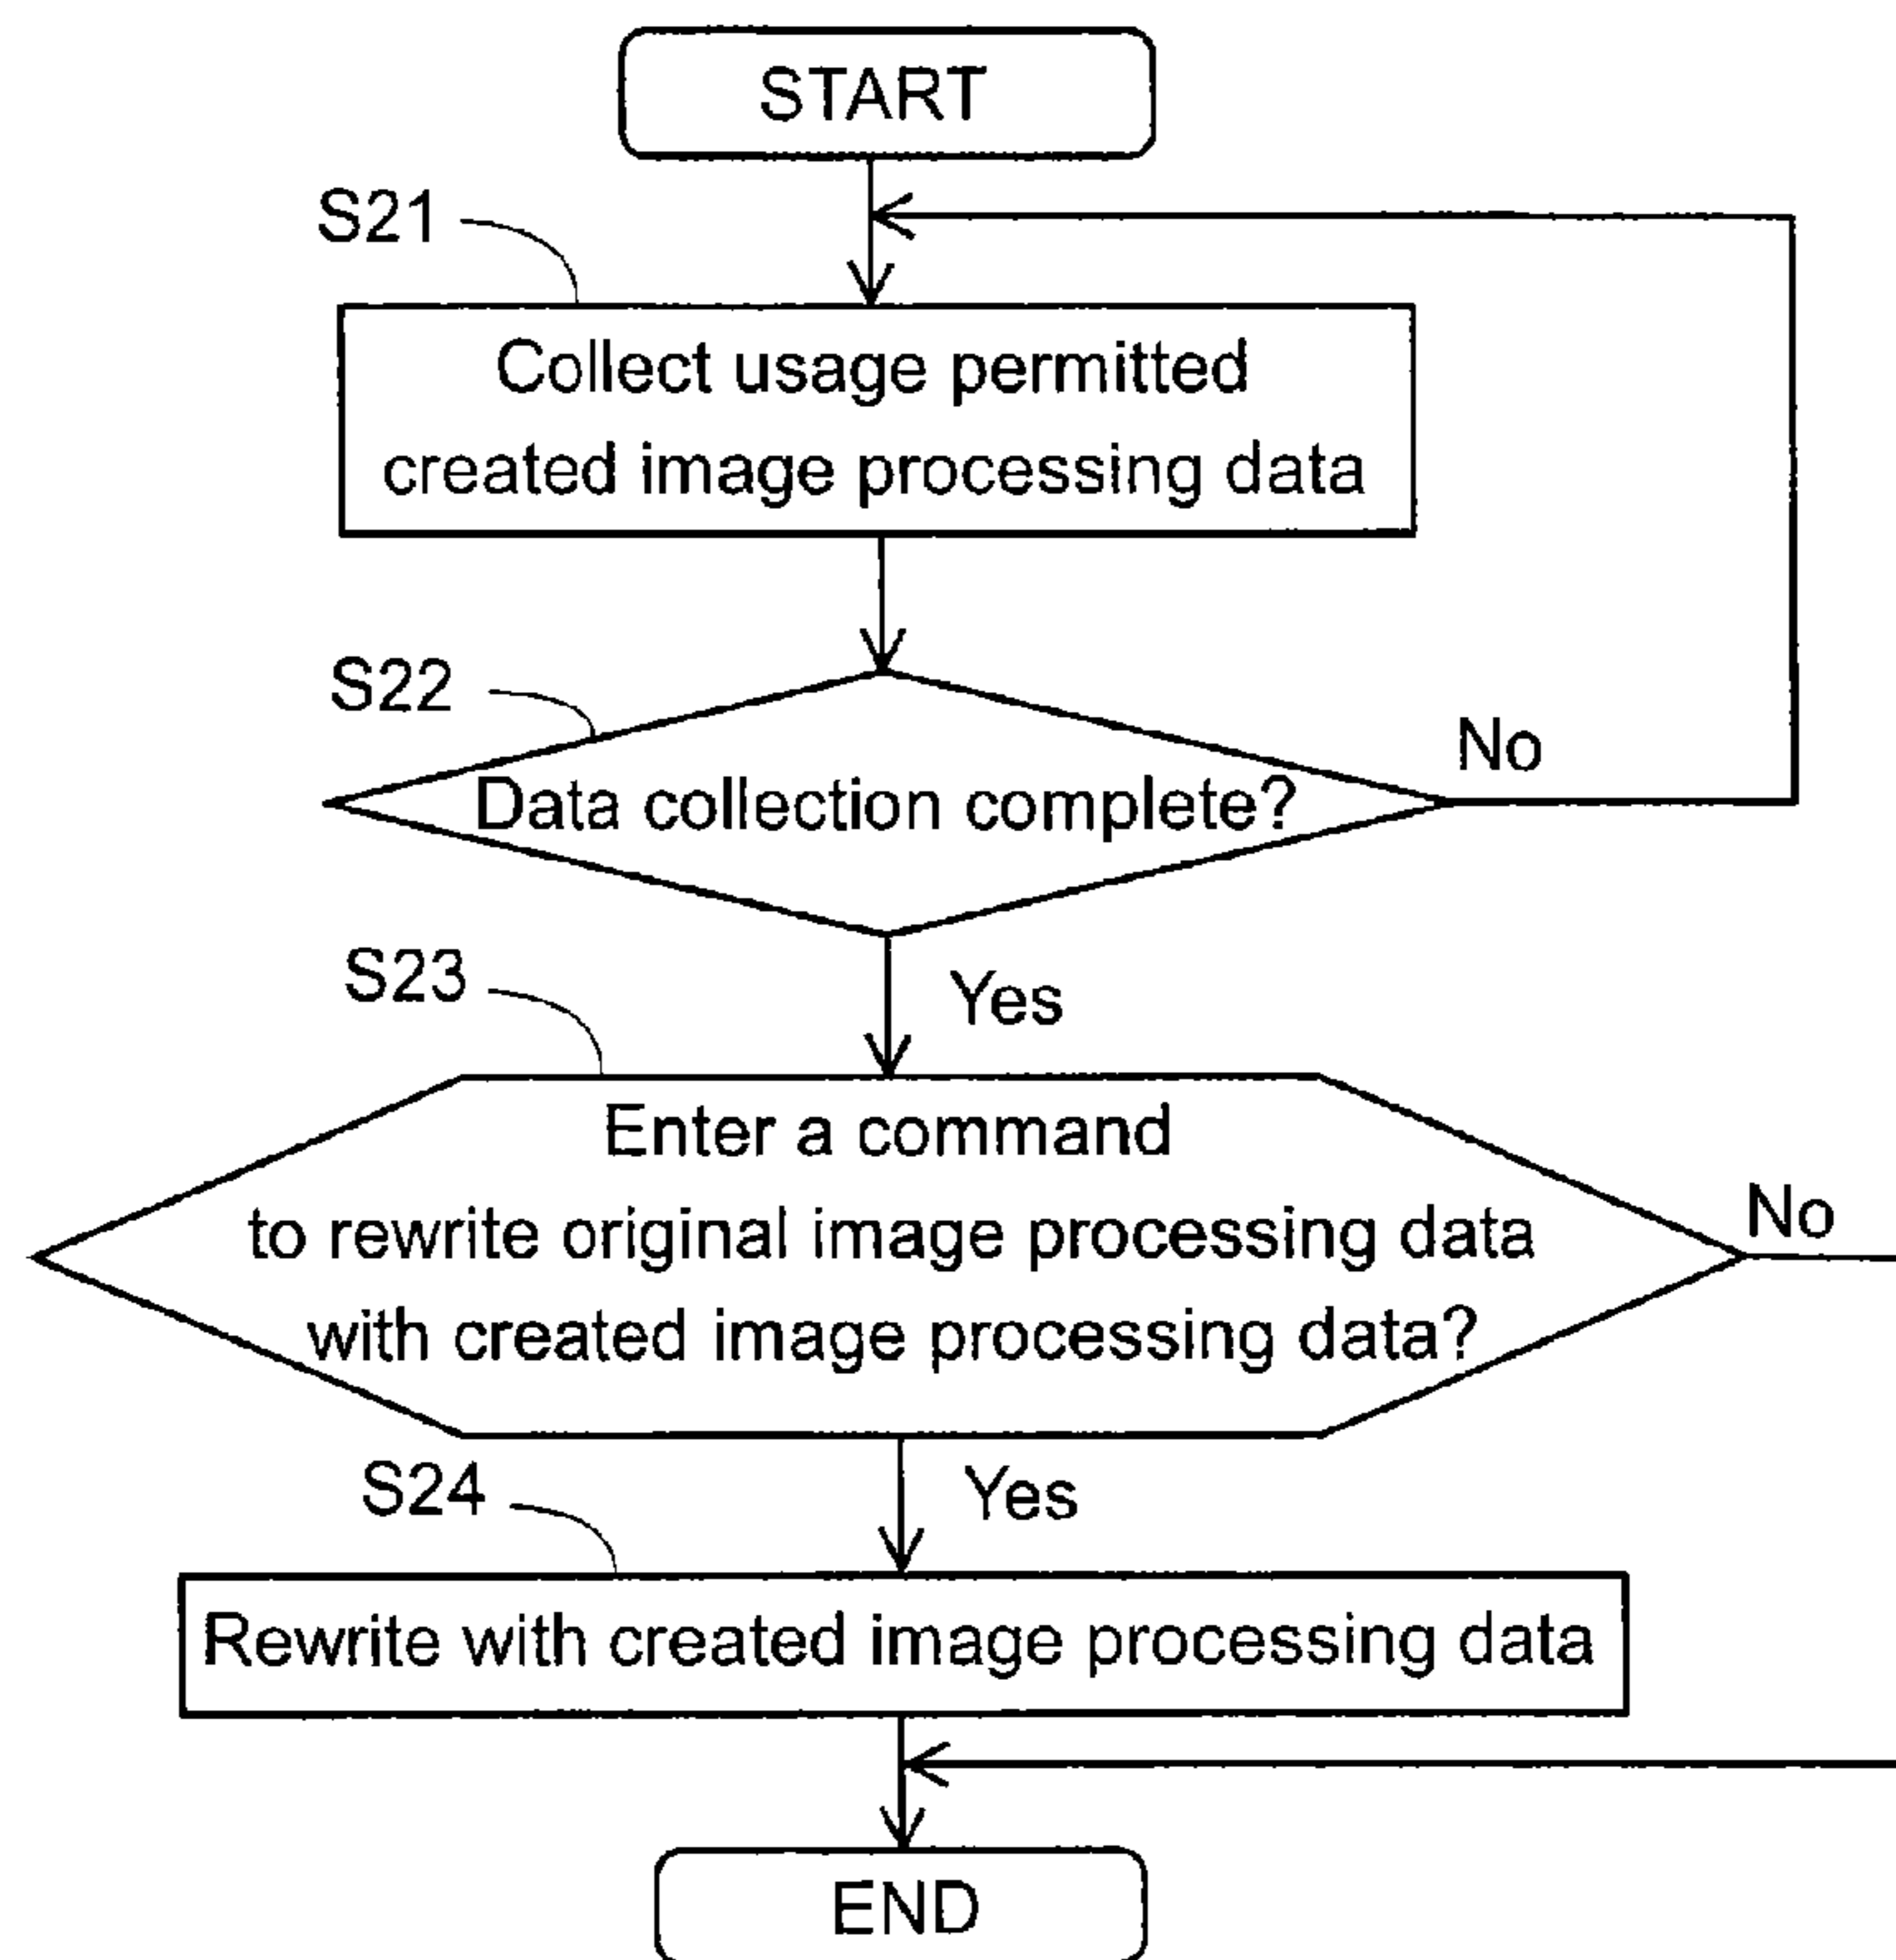 START
S21
Collect usage permitted
created image processing data
S22
No
Data collection complete?
S23
Yes
Enter a command
No
to rewrite original image processing data
with created image processing data?
S24
Yes
Rewrite with created image processing data
END